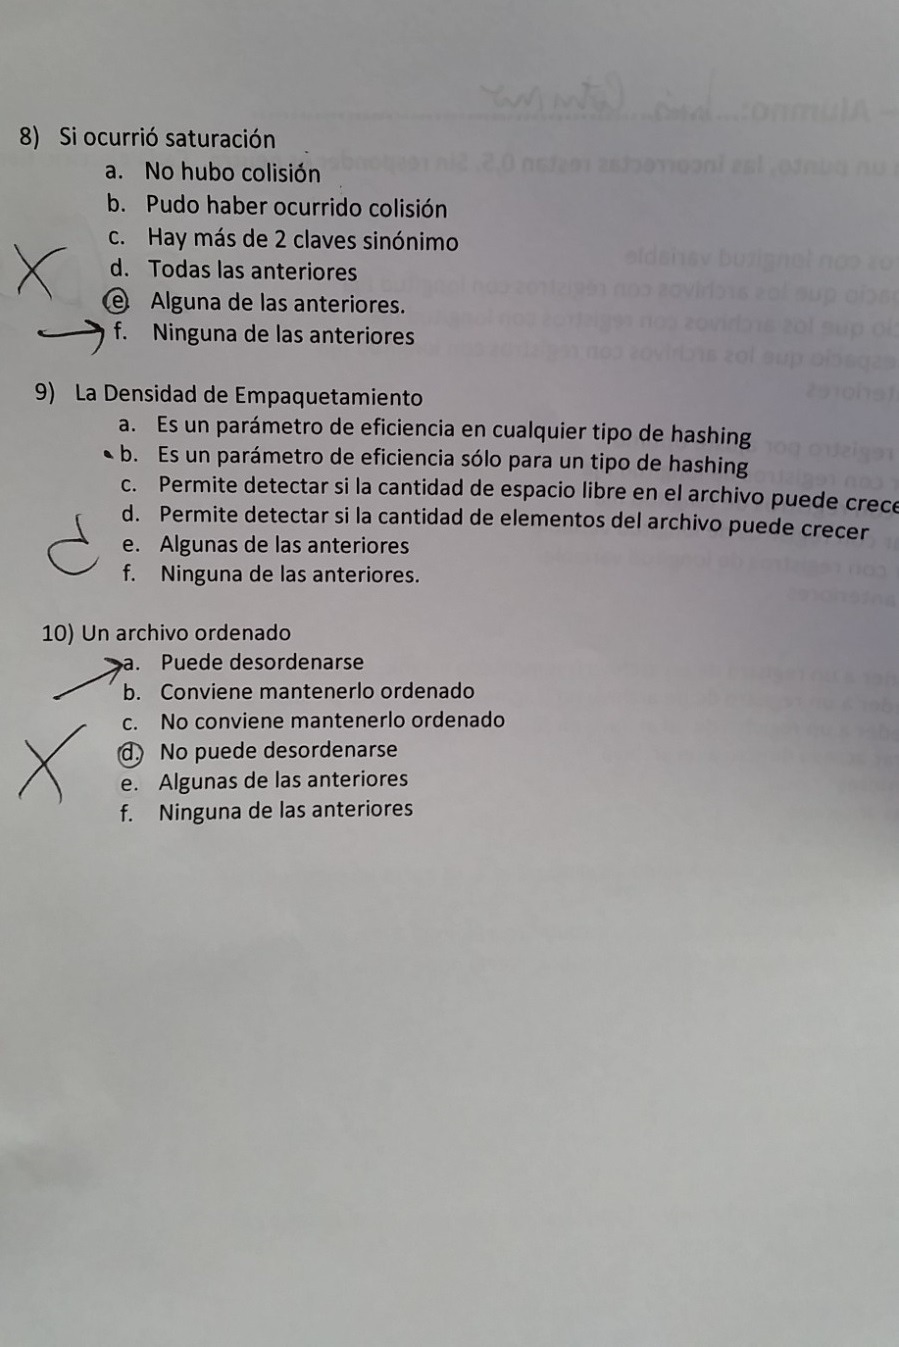 8) Si ocurrió saturación
a. No hubo colisión
b. Pudo haber ocurrido colisión
c. Hay más de 2 claves sinónimo
d. Todas las anteriores
e. Alguna de las anteriores.
f. Ninguna de las anteriores
9) La Densidad de Empaquetamiento
a. Es un parámetro de eficiencia en cualquier tipo de hashing
b. Es un parámetro de eficiencia sólo para un tipo de hashing
c. Permite detectar si la cantidad de espacio libre en el archivo puede crece
d. Permite detectar si la cantidad de elementos del archivo puede crecer
e. Algunas de las anteriores
f. Ninguna de las anteriores.
10) Un archivo ordenado
a. Puede desordenarse
b. Conviene mantenerlo ordenado
c. No conviene mantenerlo ordenado
d. No puede desordenarse
e. Algunas de las anteriores
f. Ninguna de las anteriores